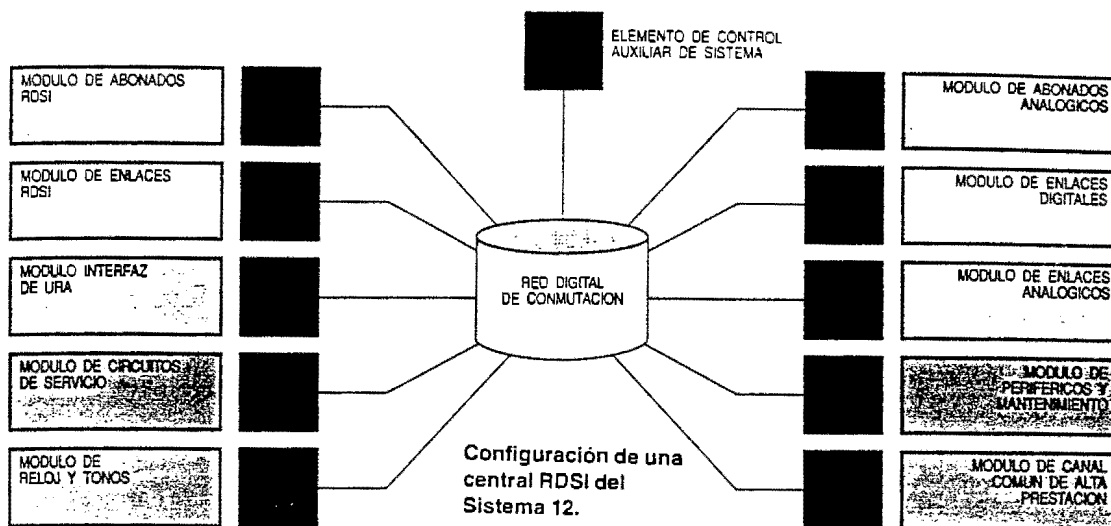 ELEMENTO DE CONTROL
AUXILIAR DE SISTEMA
MODULO DE ABONADOS
RDSI
MODULO DE ENLACES
RDSI
MODULO INTERFAZ
DE URA
MODULO DE CIRCUITOS
DE SERVICIO
MODULO DE
RELOJ Y TONOS
RED DIGITAL
DE CONMUTACION
MODULO DE ABONADOS
ANALOGICOS
MODULO DE ENLACES
DIGITALES
MODULO DE ENLACES
ANALOGICOS
MODULO DE
PERIFERICOS Y
MANTENIMIENTO
MODULO DE CANAL
COMUN DE ALTA
PRESTACION
Configuración de una
central RDSI del
Sistema 12.